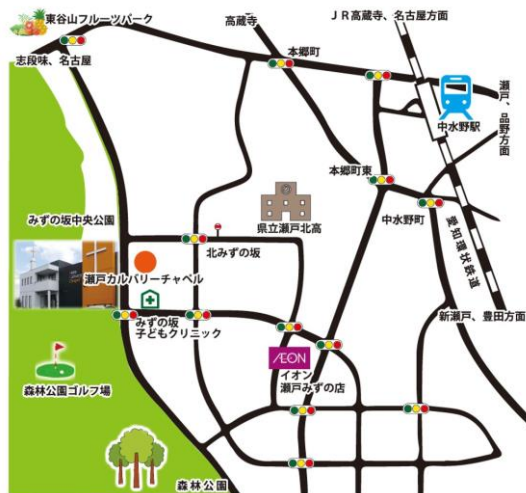 東谷山フルーツパーク
高蔵寺
JR高蔵寺、名古屋方面
志段味、名古屋
本郷町
瀬戸、品野方面
中水野駅
本郷町東
県立瀬戸北高
中水野町
みずの坂中央公園
北みずの坂
愛知環状鉄道
瀬戸カルバリーチャペル
みずの坂
子どもクリニック
新瀬戸、豊田方面
ÆON
イオン
瀬戸みずの店
森林公園ゴルフ場
森林公園